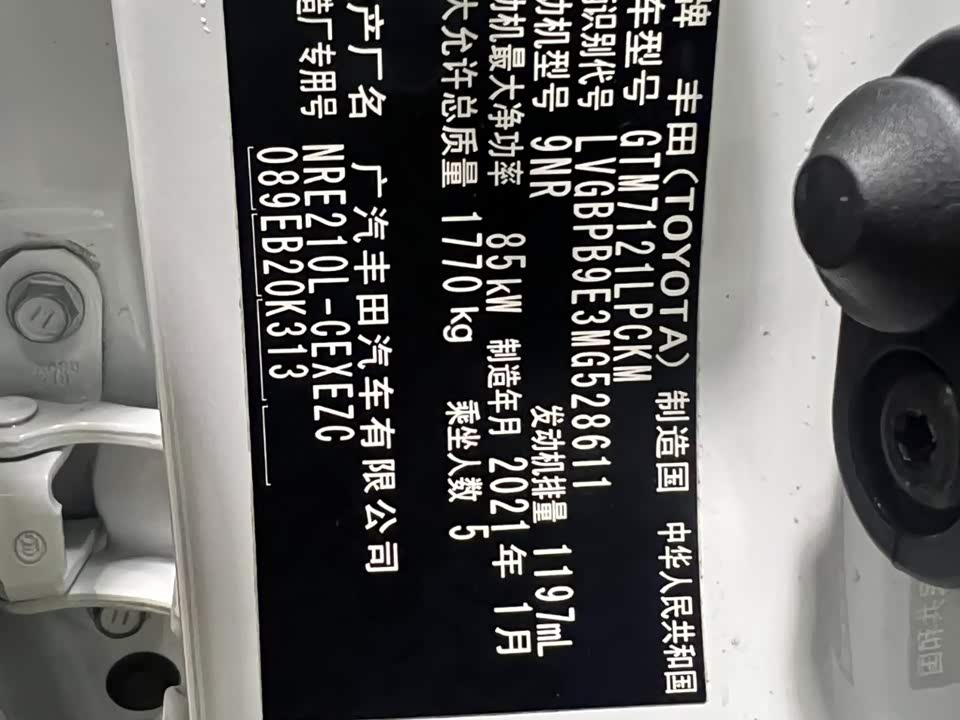 牌 丰田(TOYOTA) 制造国 中华人民共和国
车型号 GTM7121LPCKM
识别代号 LVGBPB9E3MG528611
动机型号 9NR 发动机排量 1197mL
动机最大净功率 85kW 制造年月 2021年 1月
大允许总质量 1770kg 乘坐人数 5
产厂名 广汽丰田汽车有限公司
造厂专用号 NRE210L-CEXEZC
089EB20K313